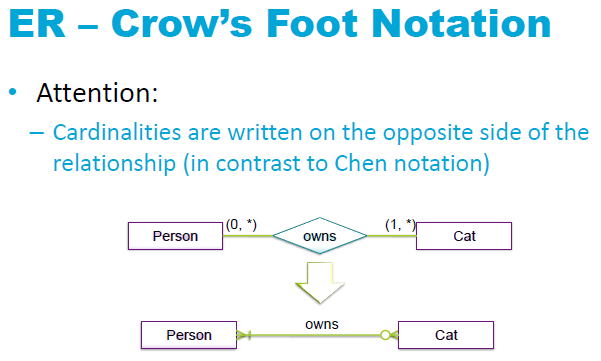 ER – Crow's Foot Notation
• Attention:
– Cardinalities are written on the opposite side of the
relationship (in contrast to Chen notation)
(0, *) (1, *)
Person owns Cat
owns
Person Cat